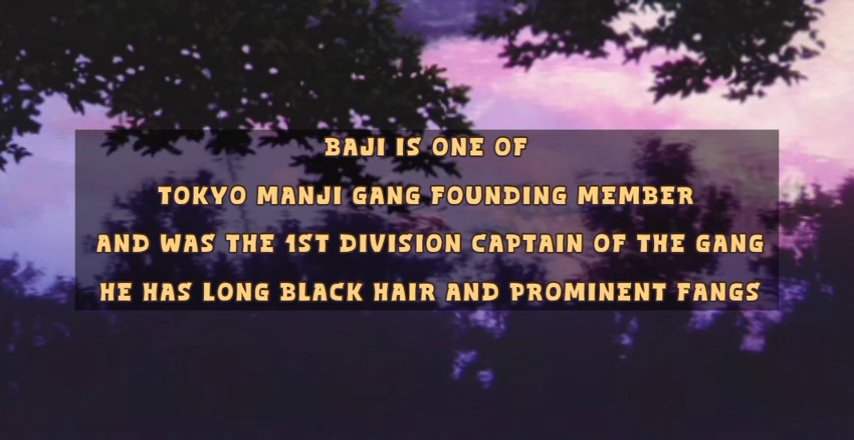 BAJI IS ONE OF
TOKYO MANJI GANG FOUNDING MEMBER
AND WAS THE 1ST DIVISION CAPTAIN OF THE GANG
HE HAS LONG BLACK HAIR AND PROMINENT FANGS